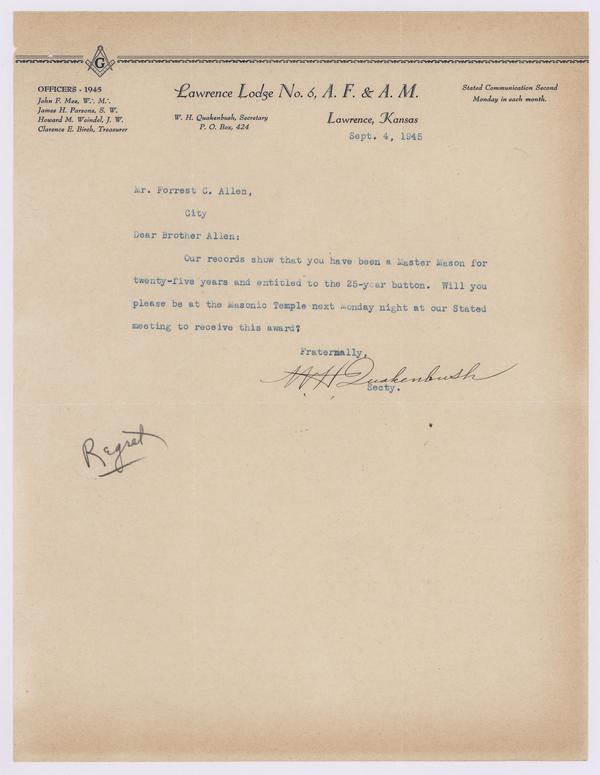 G
OFFICERS - 1945
John F. Mee, W∴ M∴
James H. Parsons, S. W.
Howard M. Weindel, J. W.
Clarence E. Birch, Treasurer
Lawrence Lodge No. 6, A. F. & A. M.
W. H. Quakenbush, Secretary
P. O. Box, 424
Lawrence, Kansas
Stated Communication Second
Monday in each month.
Sept. 4, 1945
Mr. Forrest C. Allen,
City
Dear Brother Allen:
Our records show that you have been a Master Mason for
twenty-five years and entitled to the 25-year button. Will you
please be at the Masonic Temple next Monday night at our Stated
meeting to receive this award?
Fraternally,
W H Quakenbush
Secty.
Regret